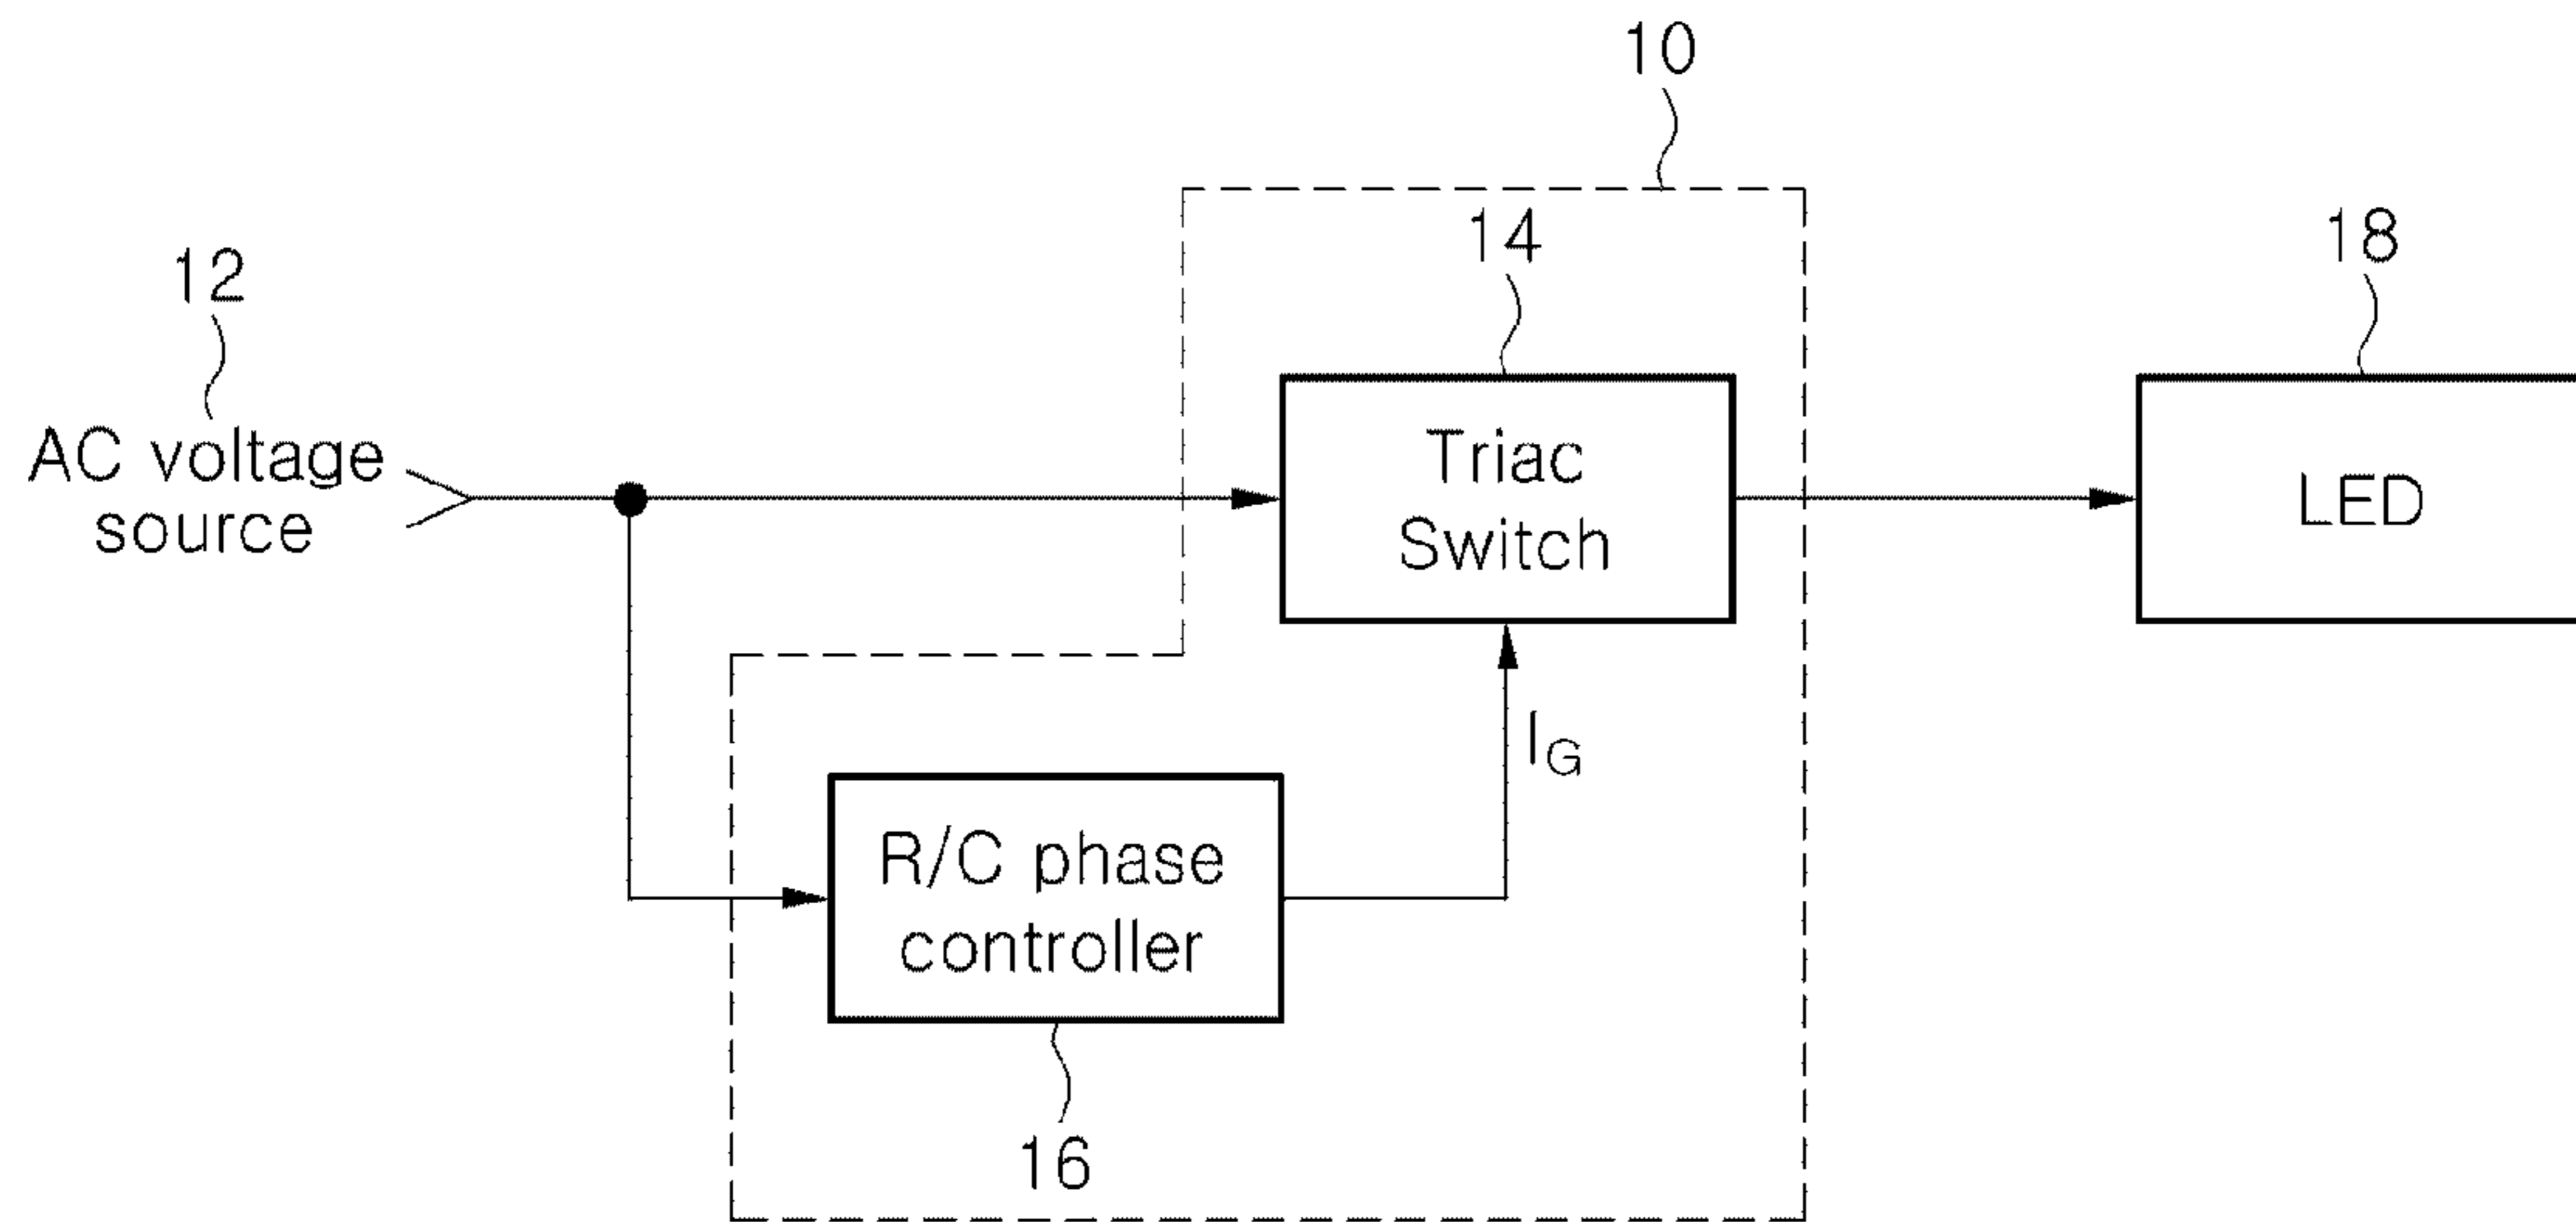 10
14
18
12
AC voltage
source
Triac
Switch
LED
I_G
R/C phase
controller
16